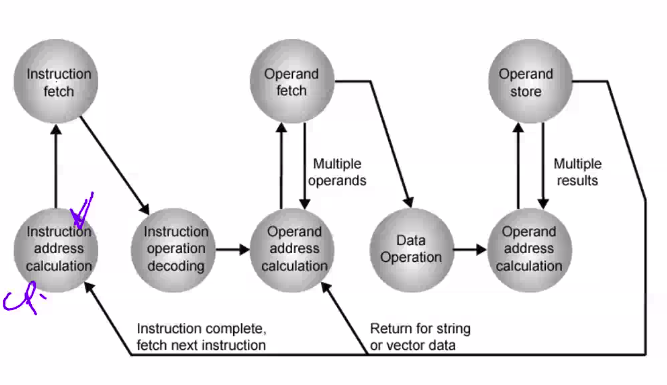 Instruction
fetch
Operand
fetch
Operand
store
Multiple
operands
Multiple
results
Instruction
address
calculation
Instruction
operation
decoding
Operand
address
calculation
Data
Operation
Operand
address
calculation
Instruction complete,
fetch next instruction
Return for string
or vector data